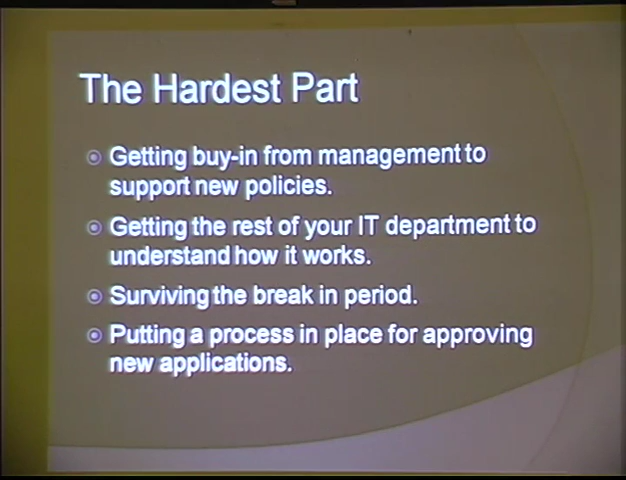 The Hardest Part
Getting buy-in from management to
support new policies.
Getting the rest of your IT department to
understand how it works.
Surviving the break in period.
Putting a process in place for approving
new applications.